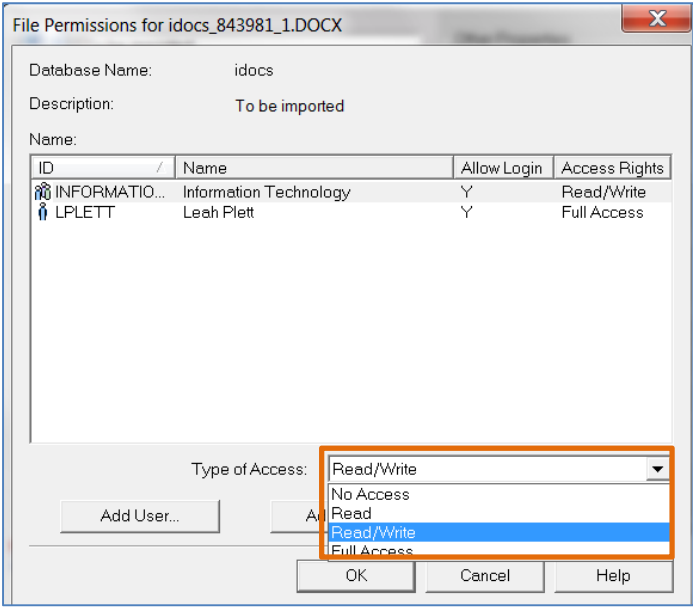 File Permissions for idocs_843981_1.DOCX
Database Name: idocs
Description: To be imported
Name:
ID Name Allow Login Access Rights
INFORMATIO... Information Technology Y Read/Write
LPLETT Leah Plett Y Full Access
Type of Access: Read/Write
No Access
Read
Read/Write
Full Access
Add User...
OK Cancel Help